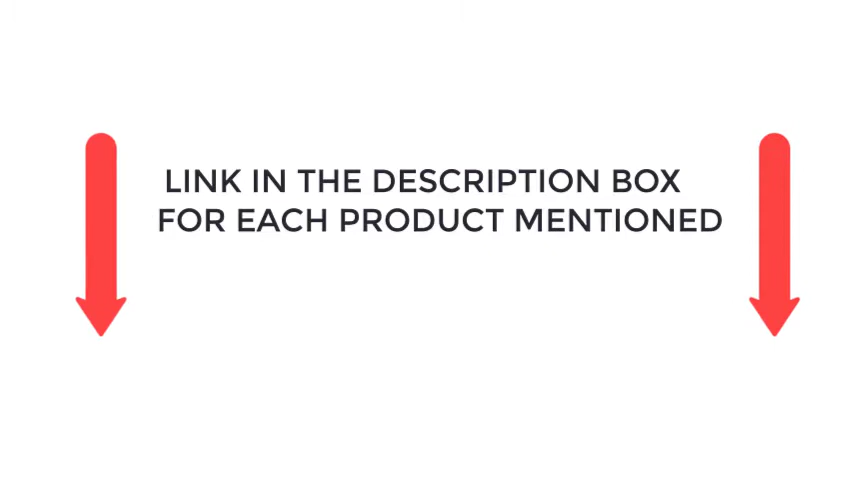 LINK IN THE DESCRIPTION BOX
FOR EACH PRODUCT MENTIONED